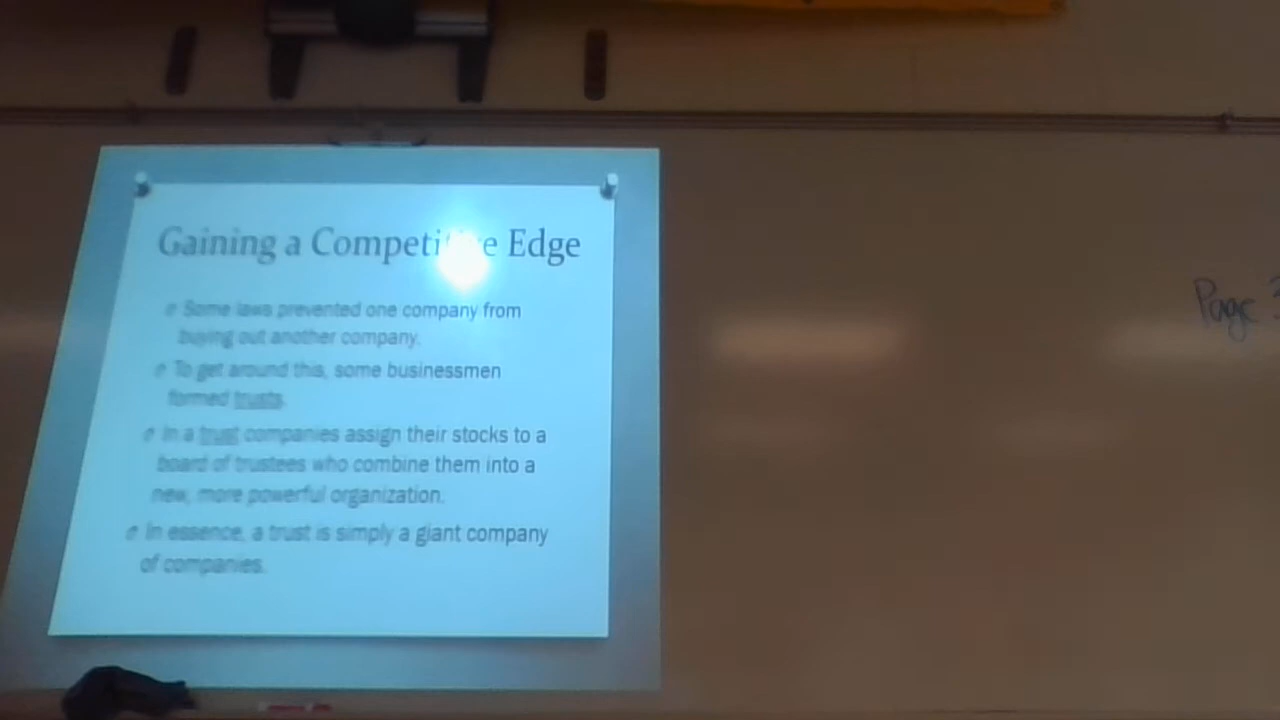 Gaining a Competitive Edge
Some laws prevented one company from
buying out another company.
To get around this, some businessmen
formed trusts.
In a trust companies assign their stocks to a
board of trustees who combine them into a
new, more powerful organization.
In essence, a trust is simply a giant company
of companies.
Page